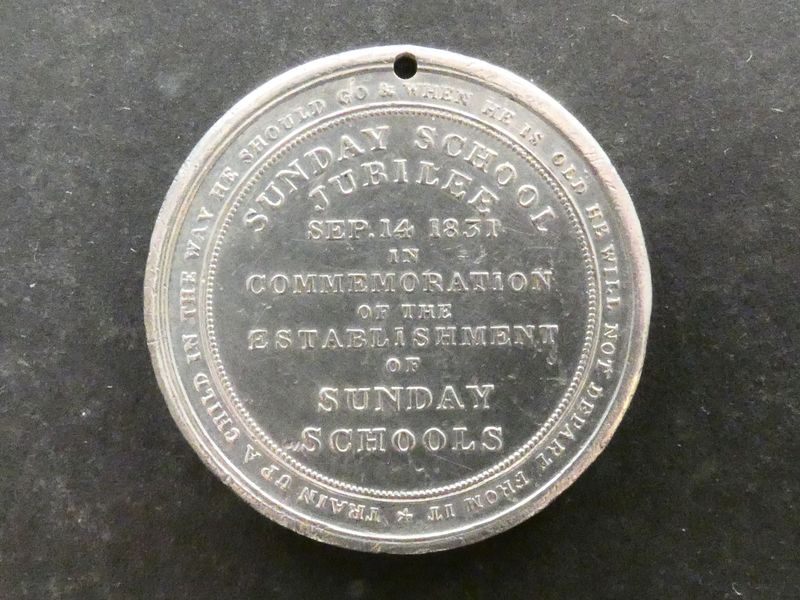 TRAIN UP A CHILD IN THE WAY HE SHOULD GO & WHEN HE IS OLD HE WILL NOT DEPART FROM IT
SUNDAY SCHOOL
JUBILEE
SEP. 14 1831
IN
COMMEMORATION
OF THE
ESTABLISHMENT
OF
SUNDAY
SCHOOLS